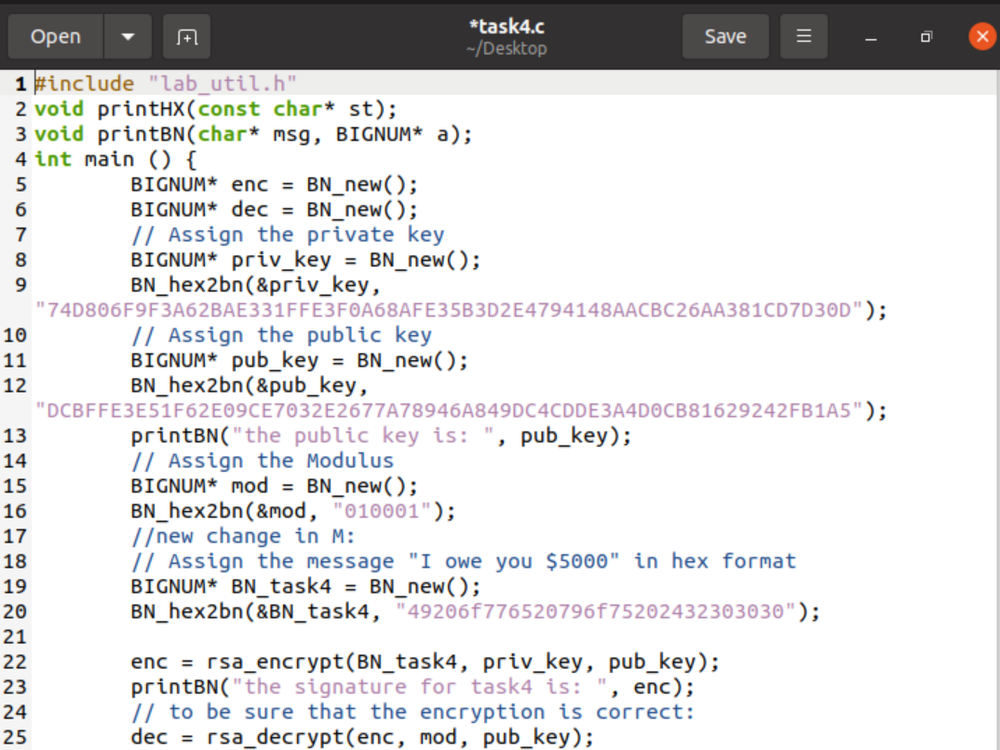 Open
*task4.c
~/Desktop
Save
1 #include "lab_util.h"
2 void printHX(const char* st);
3 void printBN(char* msg, BIGNUM* a);
4 int main () {
5 BIGNUM* enc = BN_new();
6 BIGNUM* dec = BN_new();
7 // Assign the private key
8 BIGNUM* priv_key = BN_new();
9 BN_hex2bn(&priv_key,
"74D806F9F3A62BAE331FFE3F0A68AFE35B3D2E4794148AACBC26AA381CD7D30D");
10 // Assign the public key
11 BIGNUM* pub_key = BN_new();
12 BN_hex2bn(&pub_key,
"DCBFFE3E51F62E09CE7032E2677A78946A849DC4CDDE3A4D0CB81629242FB1A5");
13 printBN("the public key is: ", pub_key);
14 // Assign the Modulus
15 BIGNUM* mod = BN_new();
16 BN_hex2bn(&mod, "010001");
17 //new change in M:
18 // Assign the message "I owe you $5000" in hex format
19 BIGNUM* BN_task4 = BN_new();
20 BN_hex2bn(&BN_task4, "49206f776520796f75202432303030");
21
22 enc = rsa_encrypt(BN_task4, priv_key, pub_key);
23 printBN("the signature for task4 is: ", enc);
24 // to be sure that the encryption is correct:
25 dec = rsa_decrypt(enc, mod, pub_key);